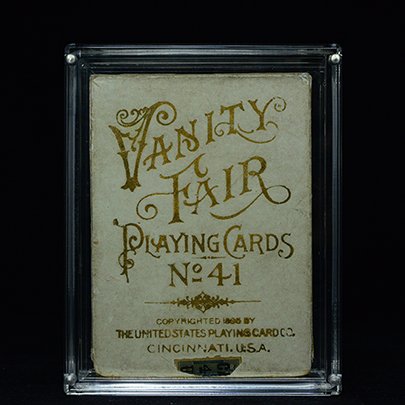 VANITY
FAIR
PLAYING CARDS
No 41
COPYRIGHTED 1895 BY
THE UNITED STATES PLAYING CARD CO.
CINCINNATI. U.S.A.